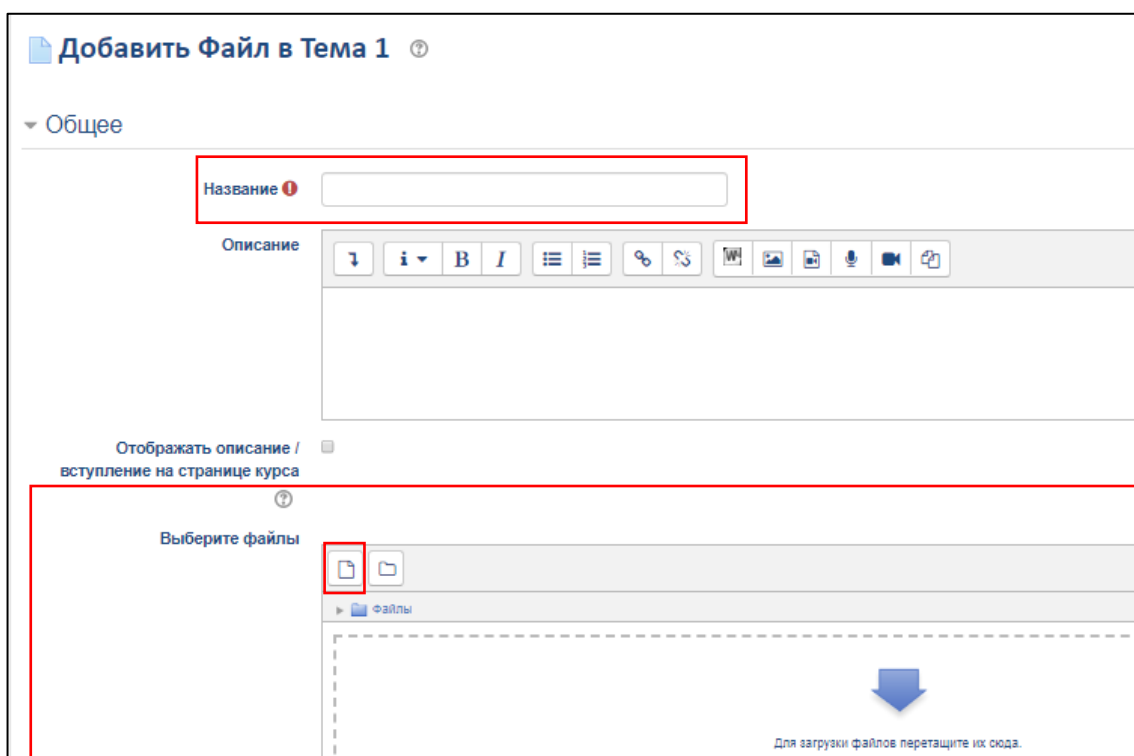 Добавить Файл в Тема 1
Общее
Название
Описание
B I
Отображать описание /
вступление на странице курса
Выберите файлы
Файлы
Для загрузки файлов перетащите их сюда.